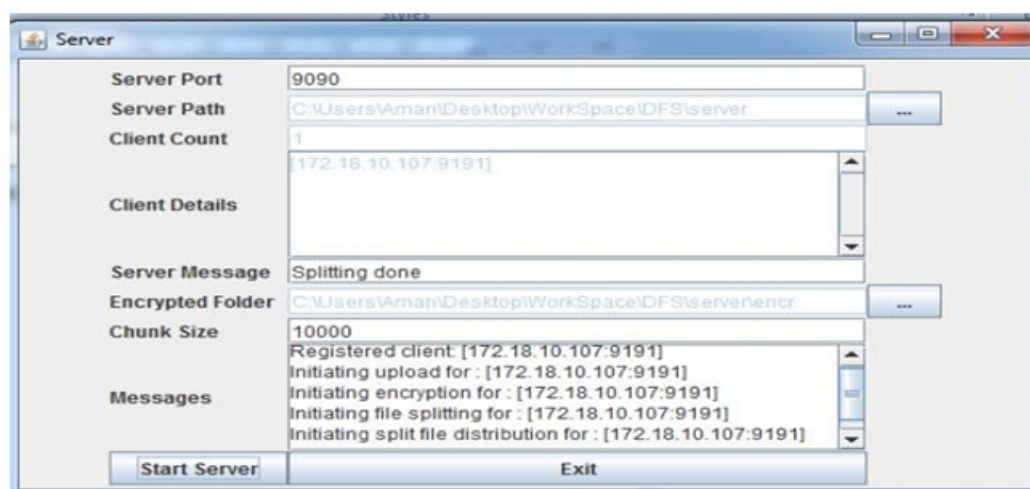 Styles
Server
Server Port 9090
Server Path C:\Users\Aman\Desktop\WorkSpace\DFS\server ...
Client Count 1
Client Details [172.18.10.107:9191]
Server Message Splitting done
Encrypted Folder C:\Users\Aman\Desktop\WorkSpace\DFS\server\encr ...
Chunk Size 10000
Messages
Registered client: [172.18.10.107:9191]
Initiating upload for : [172.18.10.107:9191]
Initiating encryption for : [172.18.10.107:9191]
Initiating file splitting for : [172.18.10.107:9191]
Initiating split file distribution for : [172.18.10.107:9191]
Start Server Exit